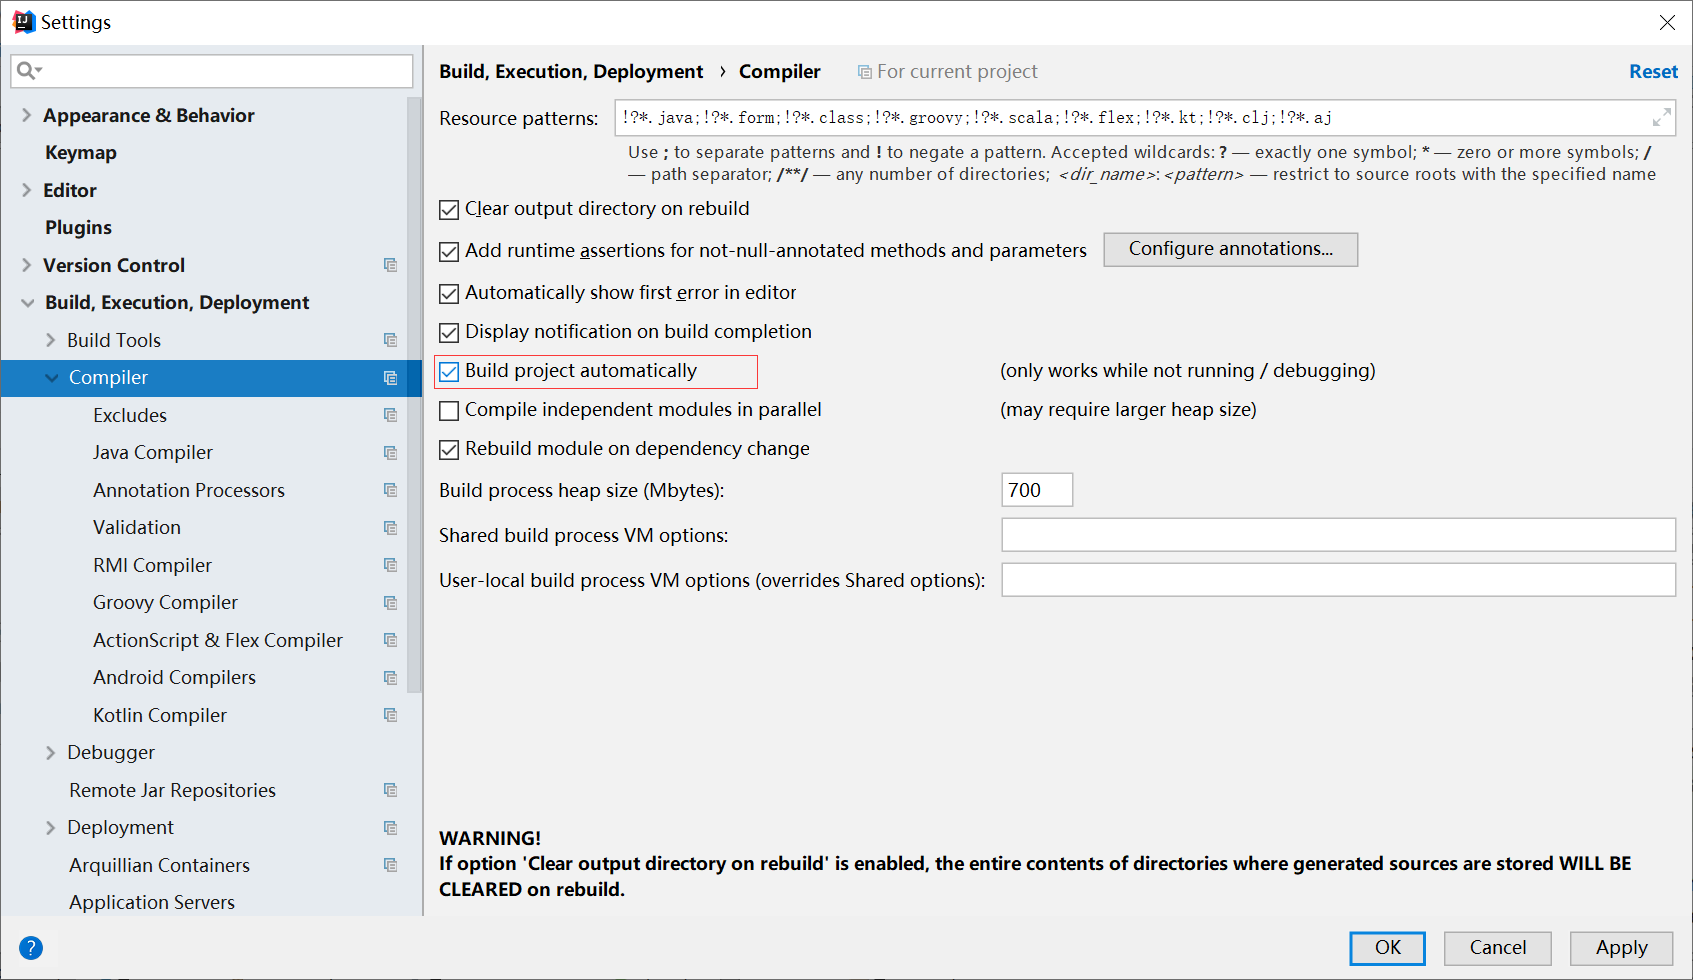 Settings
Appearance & Behavior
Keymap
Editor
Plugins
Version Control
Build, Execution, Deployment
Build Tools
Compiler
Excludes
Java Compiler
Annotation Processors
Validation
RMI Compiler
Groovy Compiler
ActionScript & Flex Compiler
Android Compilers
Kotlin Compiler
Debugger
Remote Jar Repositories
Deployment
Arquillian Containers
Application Servers
Build, Execution, Deployment › Compiler For current project Reset
Resource patterns: !?*.java;!?*.form;!?*.class;!?*.groovy;!?*.scala;!?*.flex;!?*.kt;!?*.clj;!?*.aj
Use ; to separate patterns and ! to negate a pattern. Accepted wildcards: ? — exactly one symbol; * — zero or more symbols; /
— path separator; /**/ — any number of directories; <dir_name>:<pattern> — restrict to source roots with the specified name
Clear output directory on rebuild
Add runtime assertions for not-null-annotated methods and parameters Configure annotations...
Automatically show first error in editor
Display notification on build completion
Build project automatically (only works while not running / debugging)
Compile independent modules in parallel (may require larger heap size)
Rebuild module on dependency change
Build process heap size (Mbytes): 700
Shared build process VM options:
User-local build process VM options (overrides Shared options):
WARNING!
If option 'Clear output directory on rebuild' is enabled, the entire contents of directories where generated sources are stored WILL BE
CLEARED on rebuild.
? OK Cancel Apply